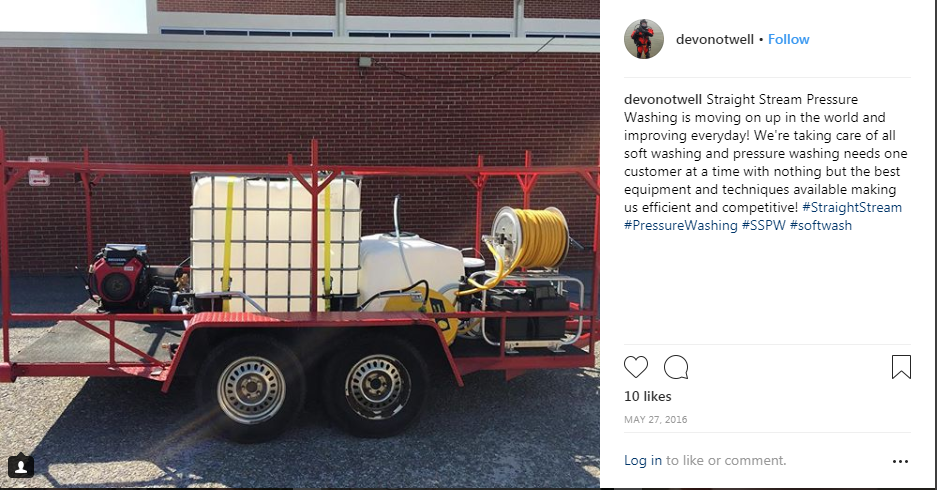 devonotwell • Follow
devonotwell Straight Stream Pressure
Washing is moving on up in the world and
improving everyday! We're taking care of all
soft washing and pressure washing needs one
customer at a time with nothing but the best
equipment and techniques available making
us efficient and competitive! #StraightStream
#PressureWashing #SSPW #softwash
10 likes
MAY 27, 2016
Log in to like or comment.